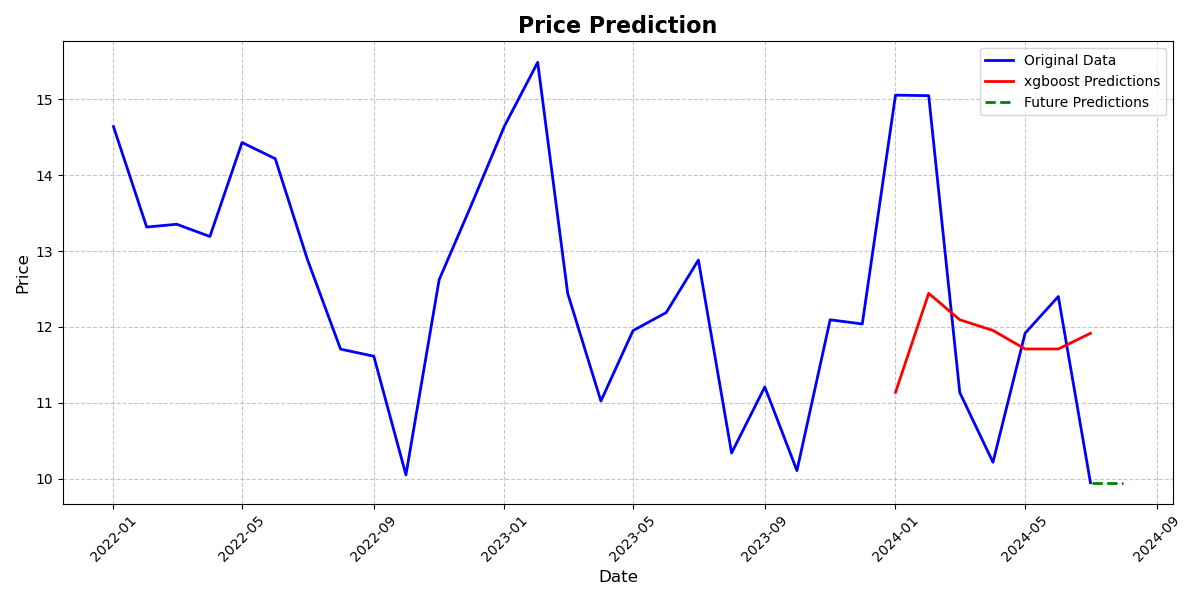 Price Prediction
Original Data
xgboost Predictions
Future Predictions
Price
15
14
13
12
11
10
2022-01
2022-05
2022-09
2023-01
2023-05
2023-09
2024-01
2024-05
2024-09
Date